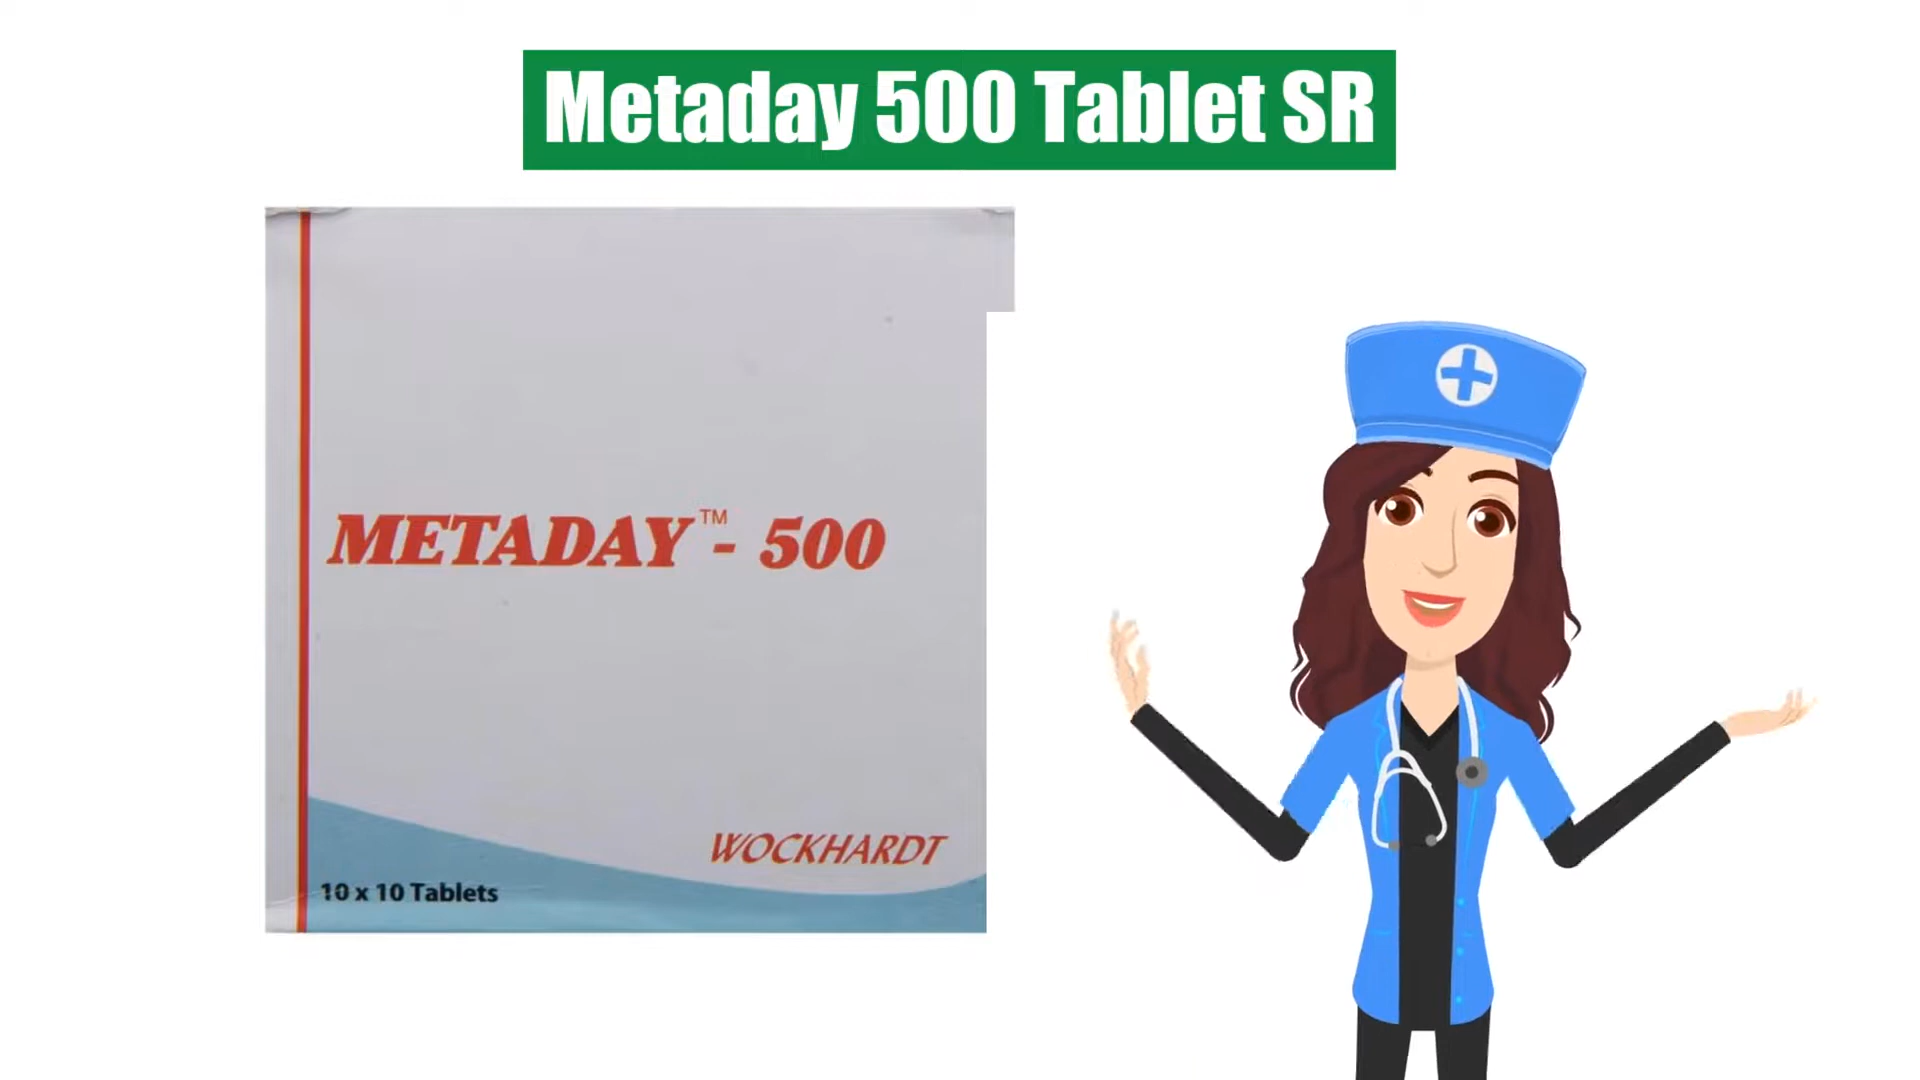 Metaday 500 Tablet SR
METADAY™- 500
WOCKHARDT
10 x 10 Tablets